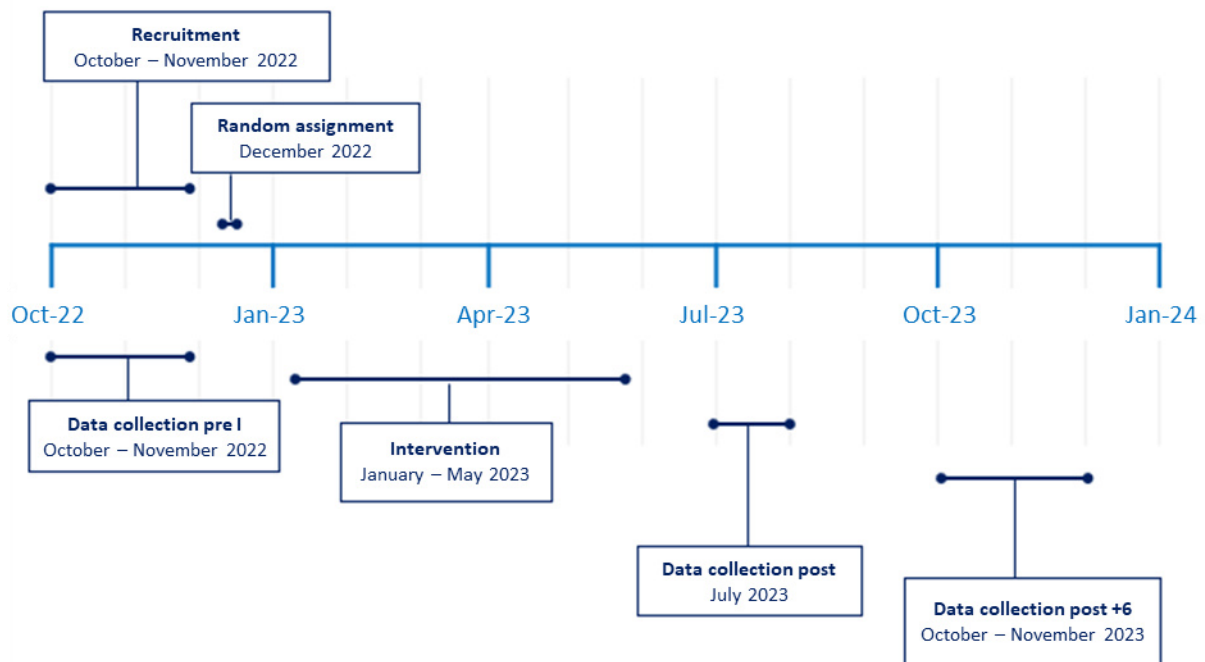 Recruitment
October – November 2022
Random assignment
December 2022
Oct-22
Jan-23
Apr-23
Jul-23
Oct-23
Jan-24
Data collection pre I
October – November 2022
Intervention
January – May 2023
Data collection post
July 2023
Data collection post +6
October – November 2023